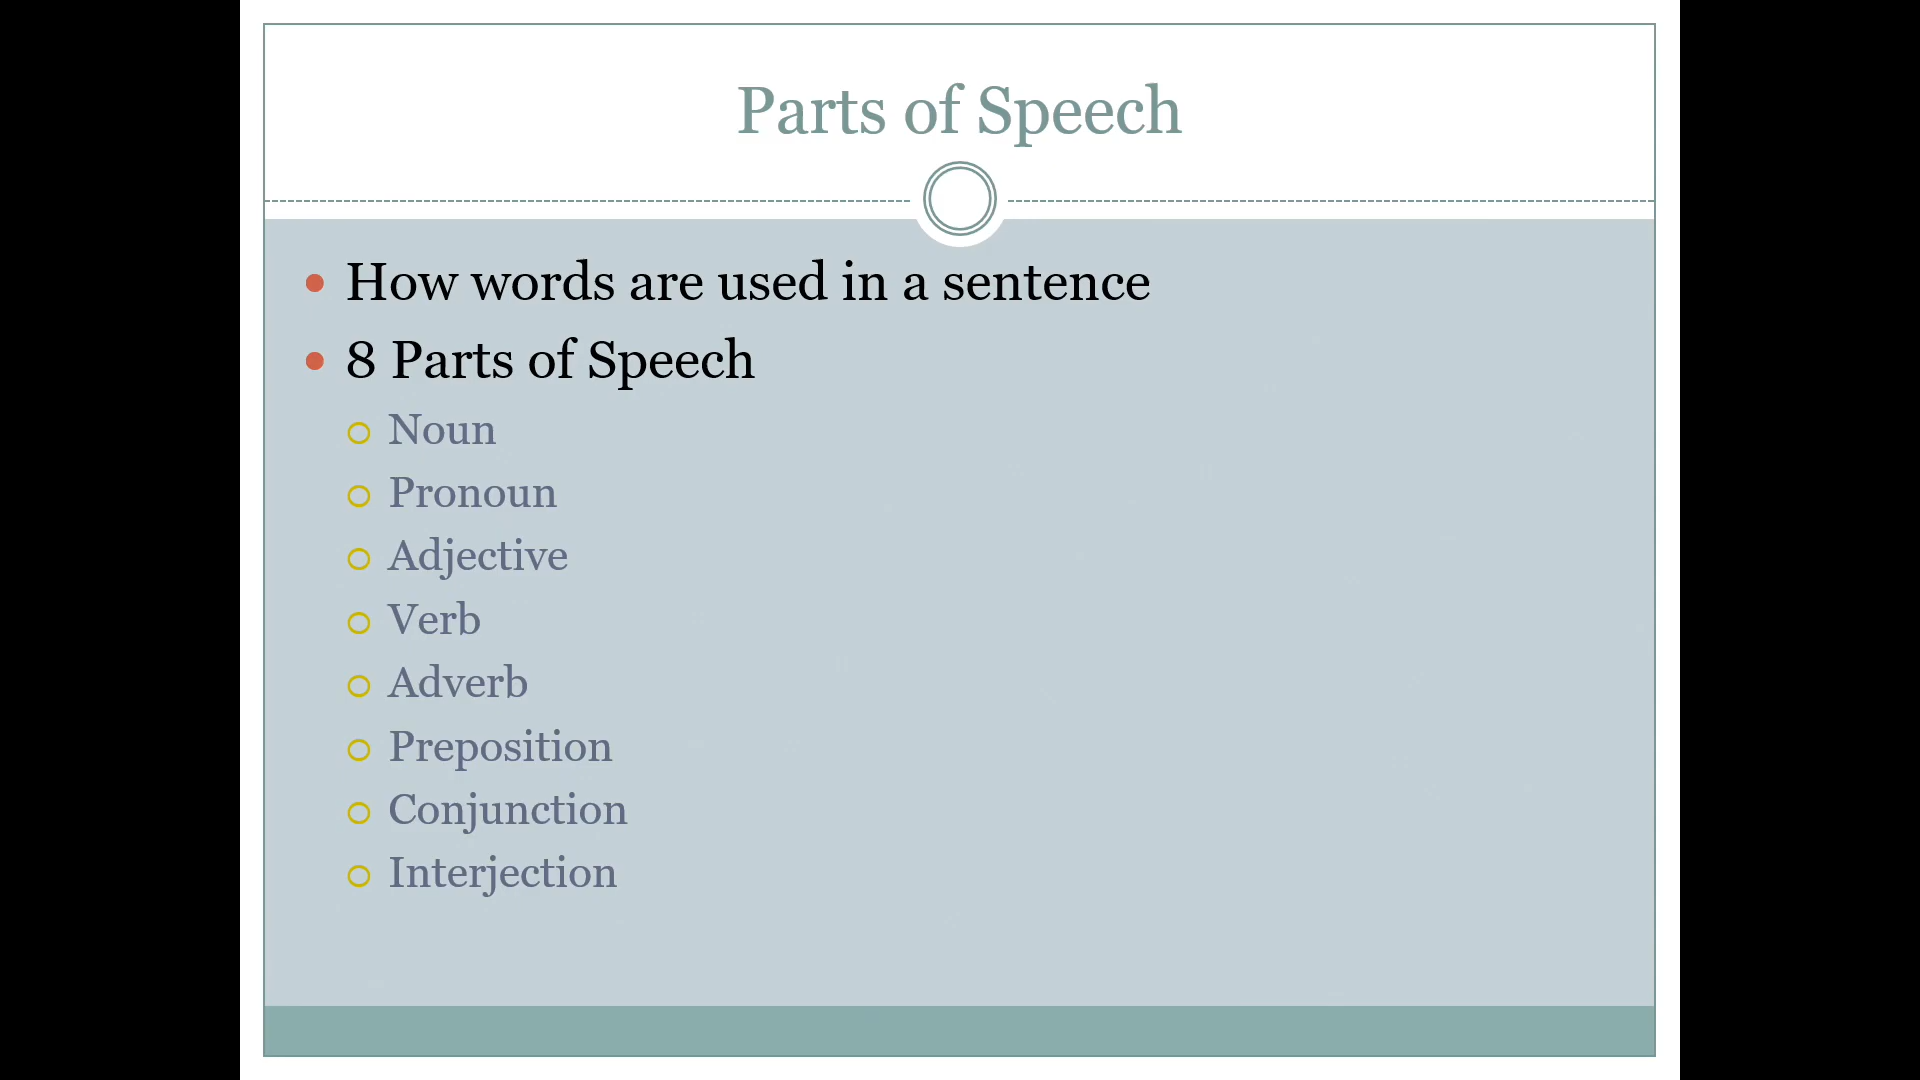 Parts of Speech
How words are used in a sentence
8 Parts of Speech
Noun
Pronoun
Adjective
Verb
Adverb
Preposition
Conjunction
Interjection